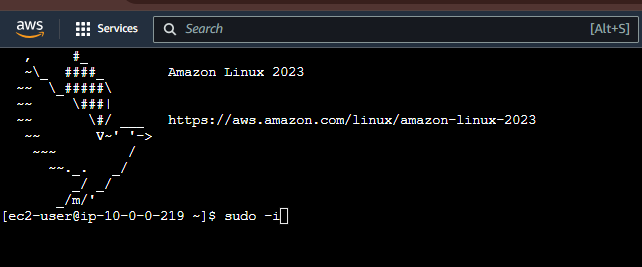 aws
Services
Search
[Alt+S]
,     #_
~\_  ####_        Amazon Linux 2023
~~  \_#####\
~~     \###|
~~       \#/ ___   https://aws.amazon.com/linux/amazon-linux-2023
~~       V~' '->
~~~         /
~~._.   _/
_/ _/
_/m/'
[ec2-user@ip-10-0-0-219 ~]$ sudo -i